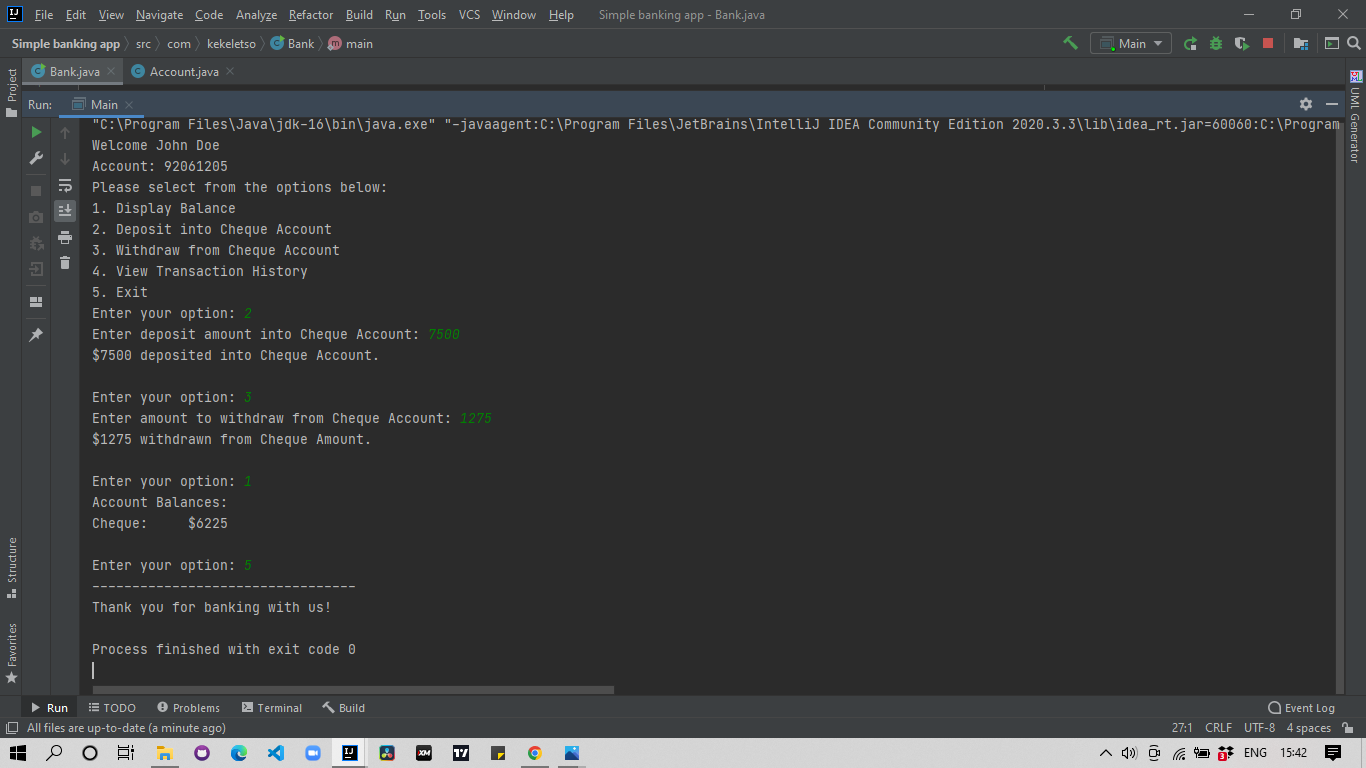 File Edit View Navigate Code Analyze Refactor Build Run Tools VCS Window Help Simple banking app - Bank.java
Simple banking app src com kekeletso Bank main Main
Bank.java Account.java
Run: Main
"C:\Program Files\Java\jdk-16\bin\java.exe" "-javaagent:C:\Program Files\JetBrains\IntelliJ IDEA Community Edition 2020.3.3\lib\idea_rt.jar=60060:C:\Program
Welcome John Doe
Account: 92061205
Please select from the options below:
1. Display Balance
2. Deposit into Cheque Account
3. Withdraw from Cheque Account
4. View Transaction History
5. Exit
Enter your option: 2
Enter deposit amount into Cheque Account: 7500
$7500 deposited into Cheque Account.
Enter your option: 3
Enter amount to withdraw from Cheque Account: 1275
$1275 withdrawn from Cheque Amount.
Enter your option: 1
Account Balances:
Cheque: $6225
Enter your option: 5
---------------------------------
Thank you for banking with us!
Process finished with exit code 0
Project
Structure
Favorites
UML Generator
Run TODO Problems Terminal Build Event Log
All files are up-to-date (a minute ago) 27:1 CRLF UTF-8 4 spaces
ENG 15:42